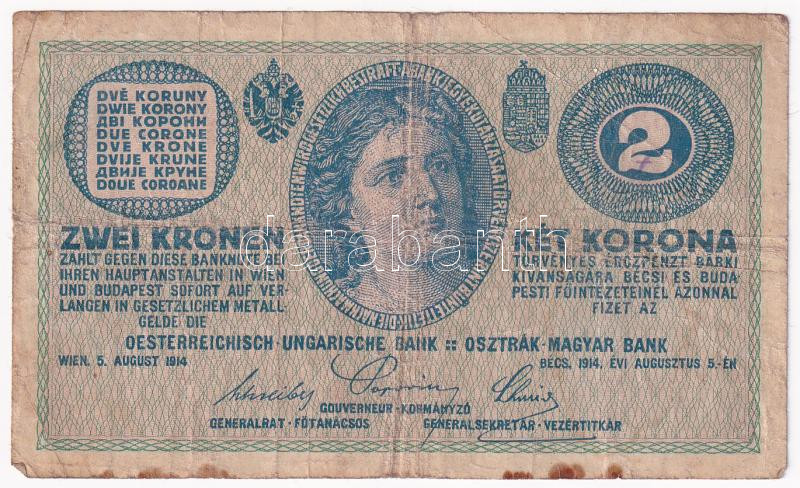 DVĚ KORUNY
DWIE KORONY
ДВІ КОРОНИ
DUE CORONE
DVE KRONE
DVIJE KRUNE
ДВИЈЕ КРУНЕ
DOUE COROANE
2
ZWEI KRONEN
ZAHLT GEGEN DIESE BANKNOTE BEI
IHREN HAUPTANSTALTEN IN WIEN
UND BUDAPEST SOFORT AUF VER-
LANGEN IN GESETZLICHEM METALL-
GELDE DIE
KÉT KORONA
TÖRVÉNYES ÉRCZPÉNZT BÁRKI
KIVÁNSÁGÁRA BÉCSI ÉS BUDA-
PESTI FŐINTÉZETEINÉL AZONNAL
FIZET AZ
OESTERREICHISCH-UNGARISCHE BANK :: OSZTRÁK-MAGYAR BANK
WIEN, 5. AUGUST 1914
BÉCS, 1914. ÉVI AUGUSZTUS 5-ÉN
GOUVERNEUR-KORMÁNYZÓ
GENERALRAT-FŐTANÁCSOS
GENERALSEKRETÄR-VEZÉRTITKÁR
darabanth